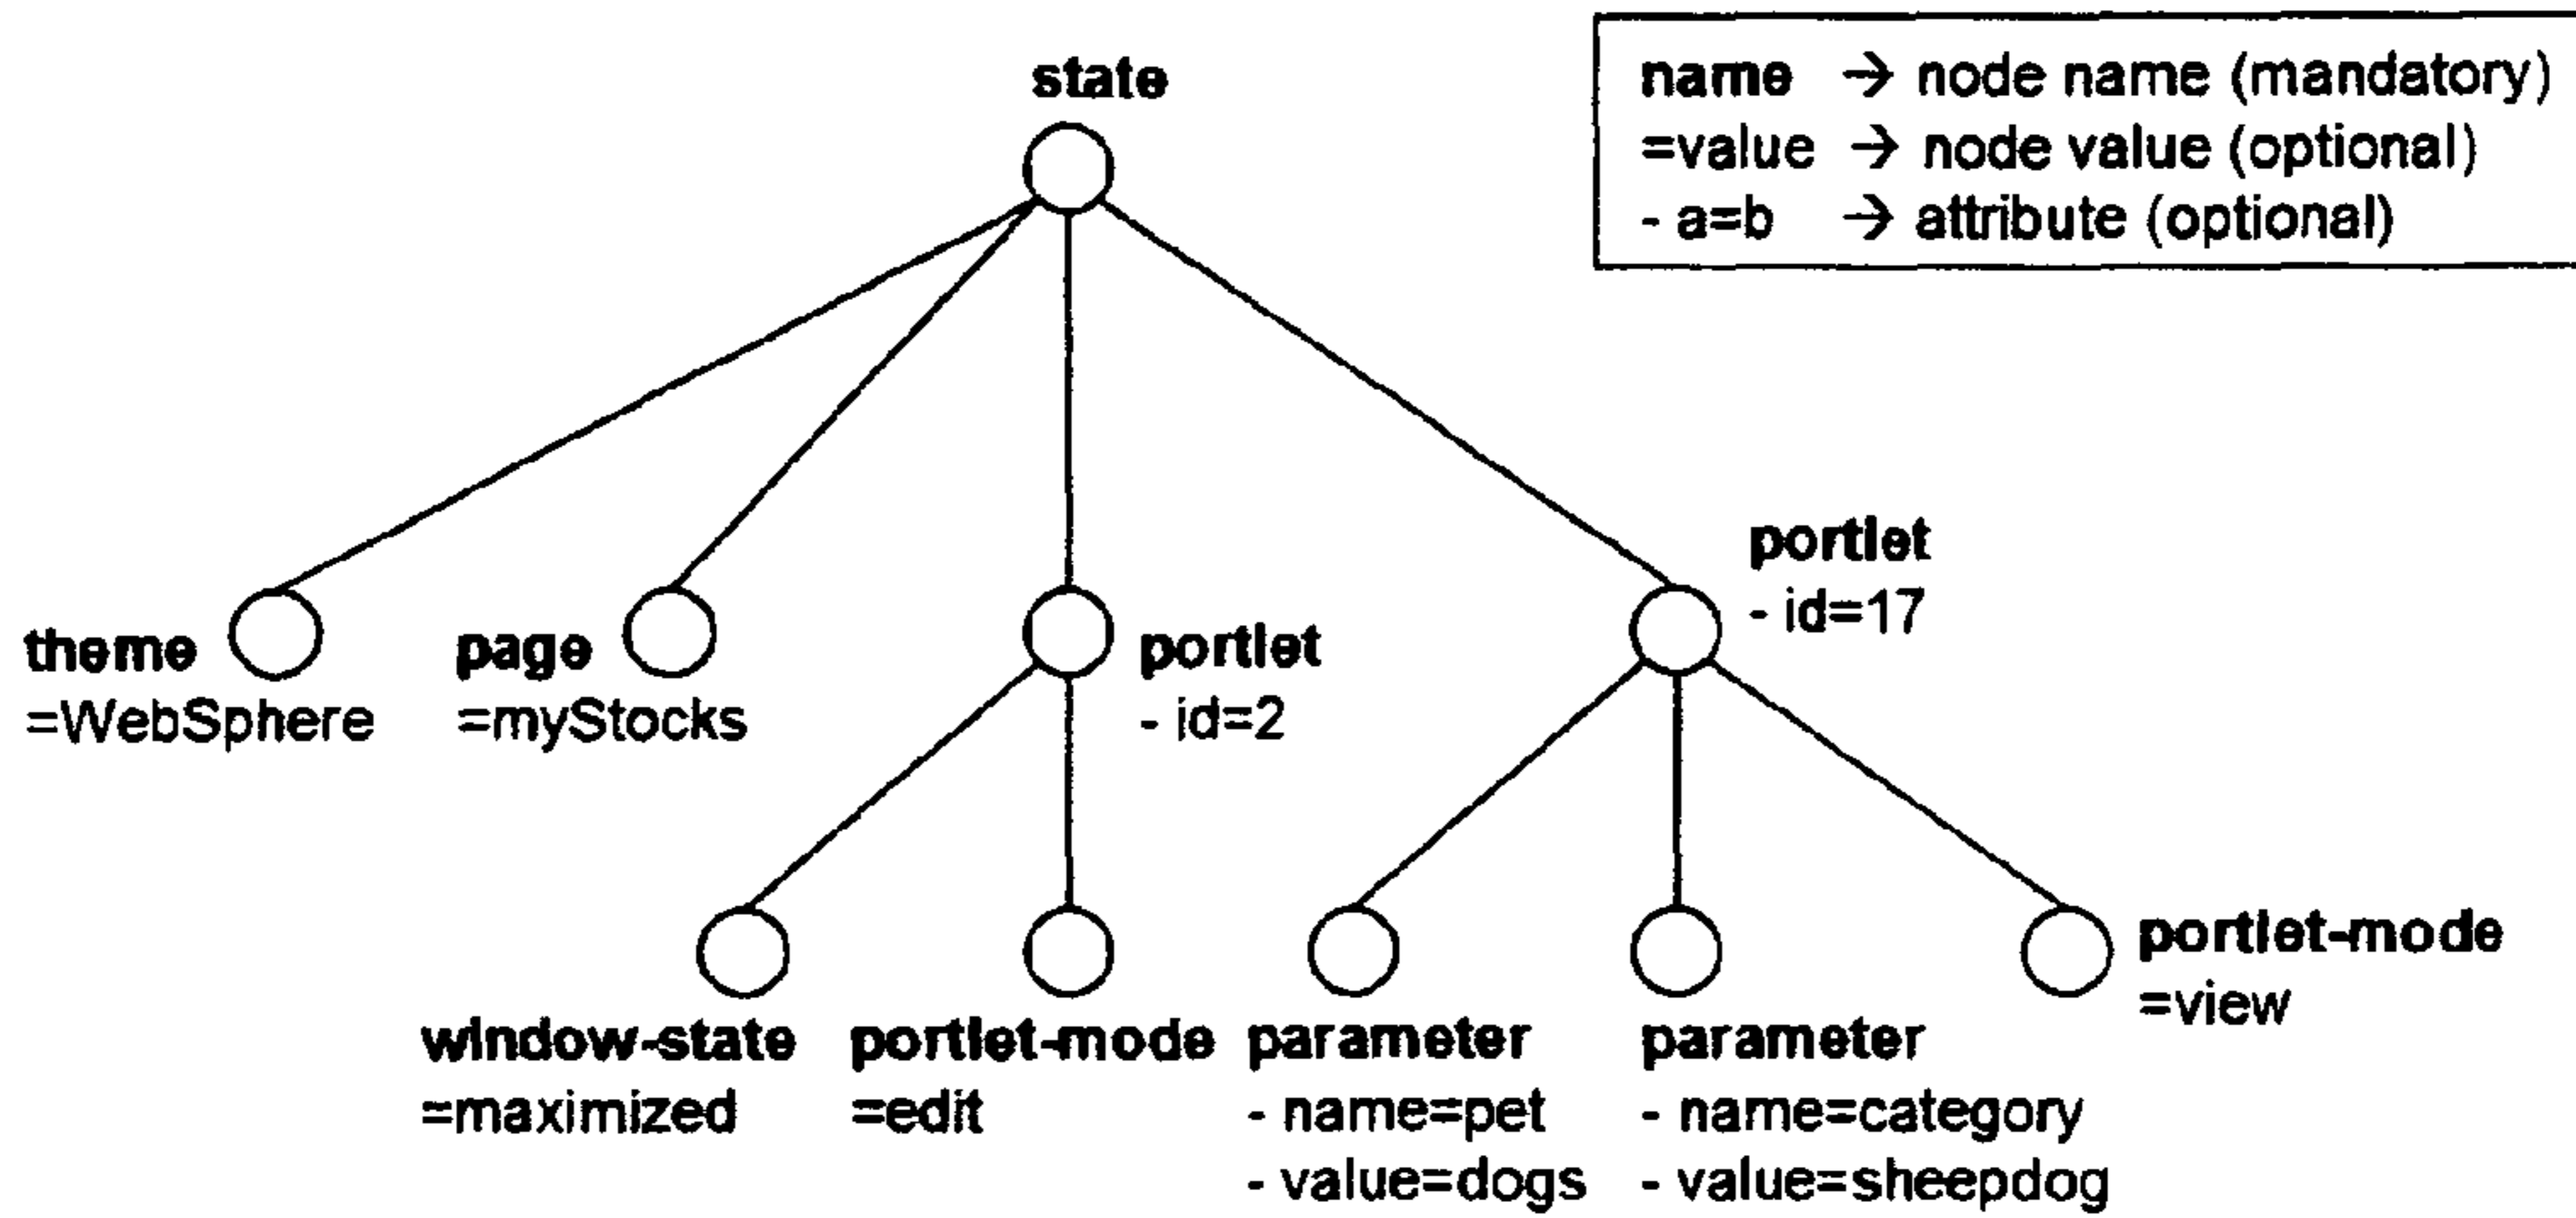 state
name → node name (mandatory)
=value → node value (optional)
- a=b → attribute (optional)
theme
=WebSphere
page
=myStocks
portlet
- id=2
portlet
- id=17
window-state
=maximized
portlet-mode
=edit
parameter
- name=pet
- value=dogs
parameter
- name=category
- value=sheepdog
portlet-mode
=view